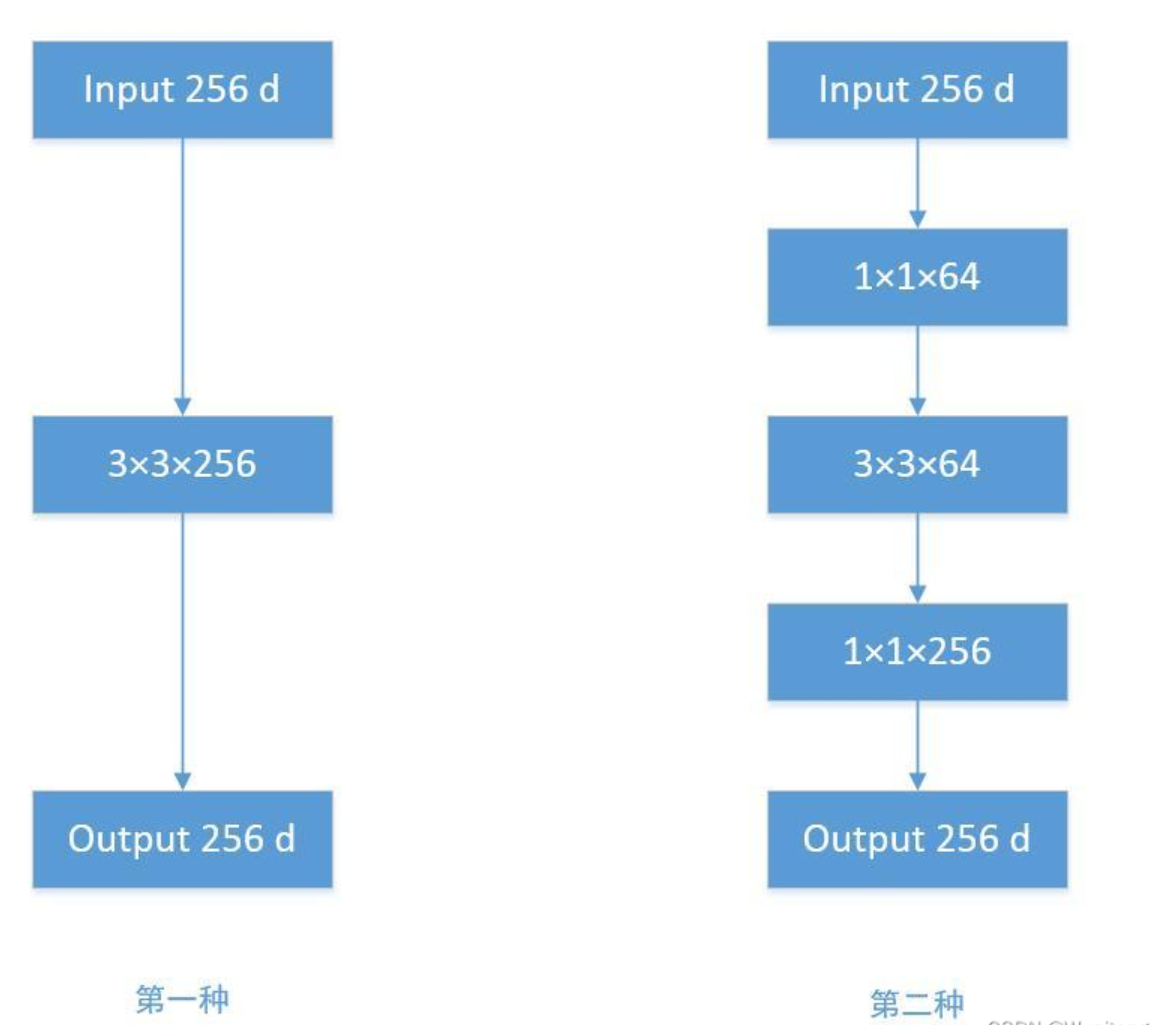 Input 256 d
3×3×256
Output 256 d
第一种
Input 256 d
1×1×64
3×3×64
1×1×256
Output 256 d
第二种